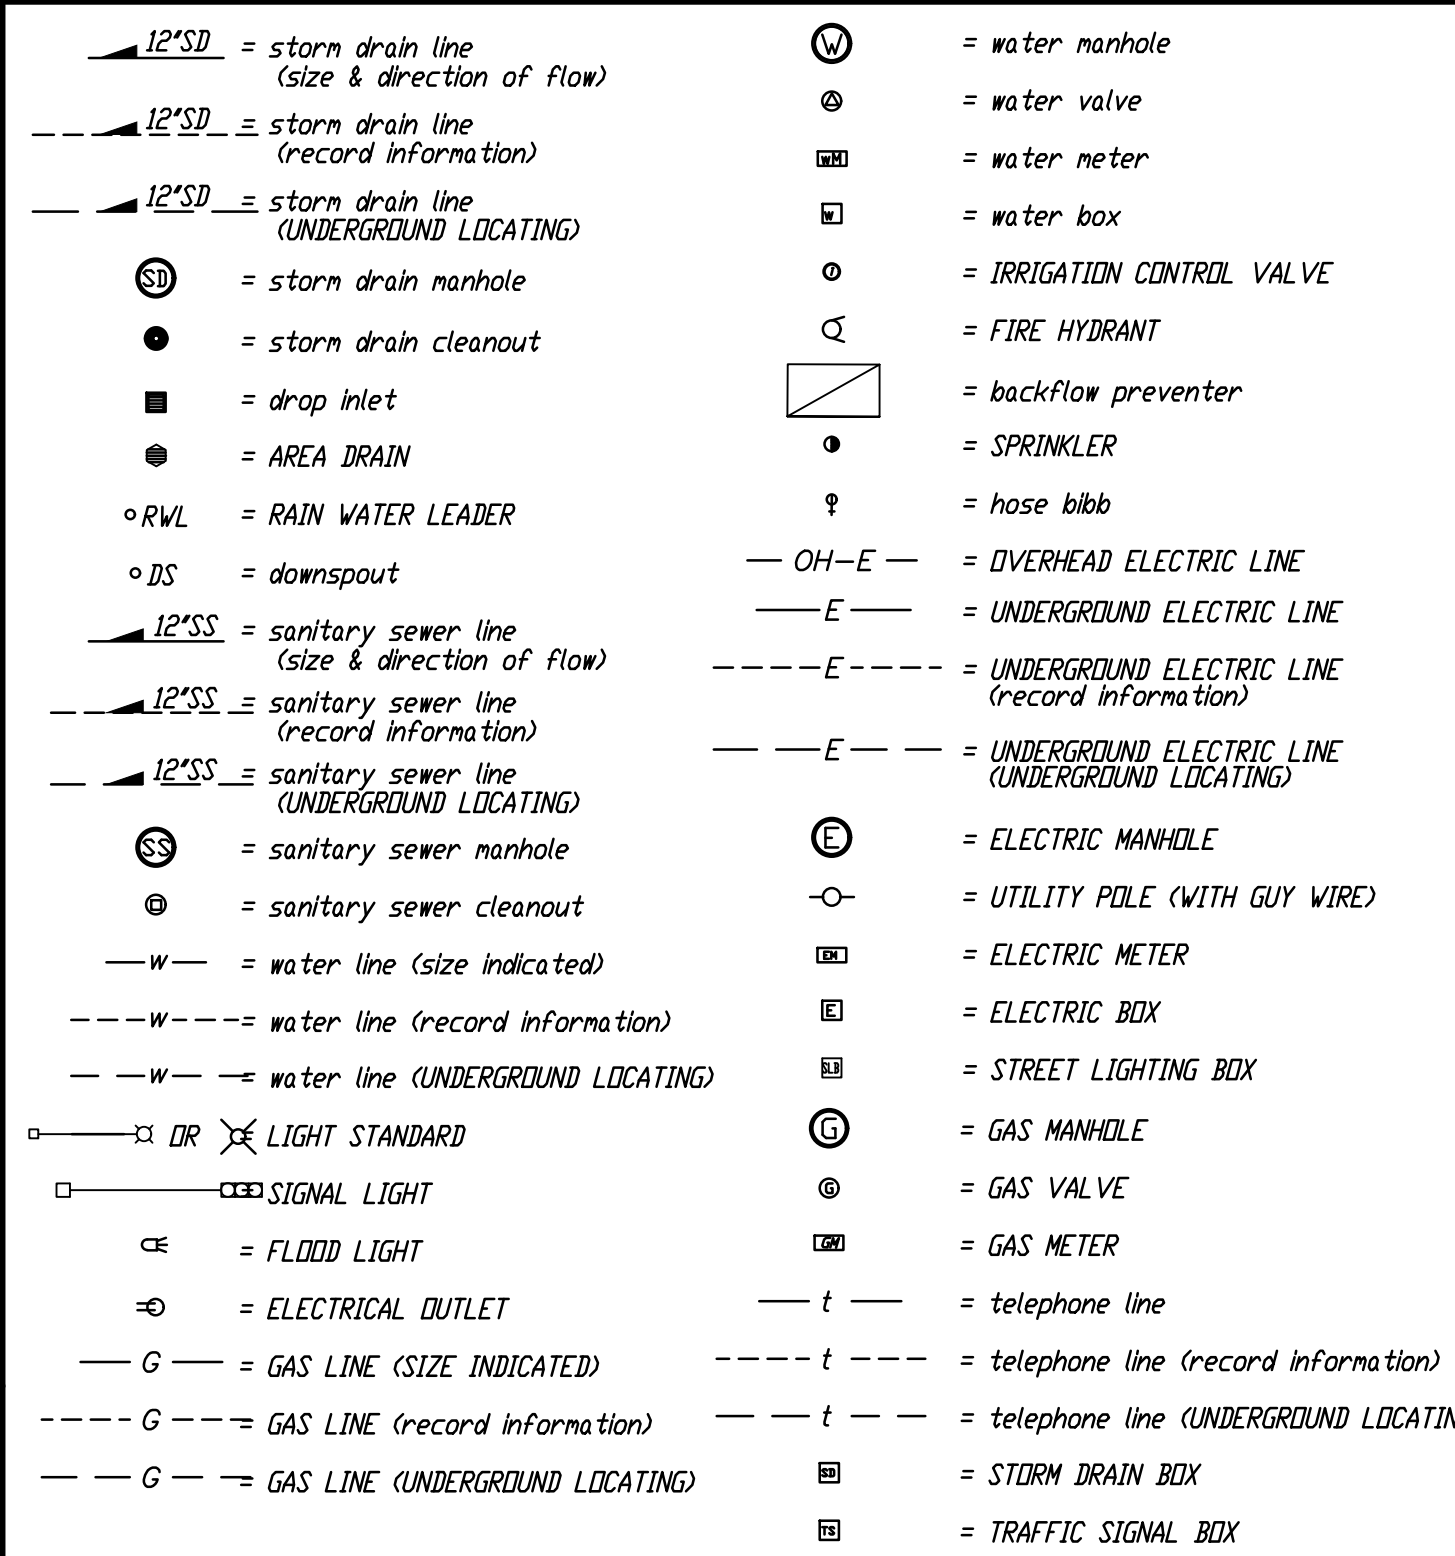 12"SD = storm drain line
(size & direction of flow)
12"SD = storm drain line
(record information)
12"SD = storm drain line
(UNDERGROUND LOCATING)
SD = storm drain manhole
= storm drain cleanout
= drop inlet
= AREA DRAIN
RWL = RAIN WATER LEADER
DS = downspout
12"SS = sanitary sewer line
(size & direction of flow)
12"SS = sanitary sewer line
(record information)
12"SS = sanitary sewer line
(UNDERGROUND LOCATING)
SS = sanitary sewer manhole
= sanitary sewer cleanout
W = water line (size indicated)
W = water line (record information)
W = water line (UNDERGROUND LOCATING)
OR LIGHT STANDARD
SIGNAL LIGHT
= FLOOD LIGHT
= ELECTRICAL OUTLET
G = GAS LINE (SIZE INDICATED)
G = GAS LINE (record information)
G = GAS LINE (UNDERGROUND LOCATING)
W = water manhole
= water valve
WM = water meter
W = water box
I = IRRIGATION CONTROL VALVE
= FIRE HYDRANT
= backflow preventer
= SPRINKLER
= hose bibb
OH-E = OVERHEAD ELECTRIC LINE
E = UNDERGROUND ELECTRIC LINE
E = UNDERGROUND ELECTRIC LINE
(record information)
E = UNDERGROUND ELECTRIC LINE
(UNDERGROUND LOCATING)
E = ELECTRIC MANHOLE
= UTILITY POLE (WITH GUY WIRE)
EM = ELECTRIC METER
E = ELECTRIC BOX
SLB = STREET LIGHTING BOX
G = GAS MANHOLE
G = GAS VALVE
GM = GAS METER
t = telephone line
t = telephone line (record information)
t = telephone line (UNDERGROUND LOCATIN
SD = STORM DRAIN BOX
TS = TRAFFIC SIGNAL BOX